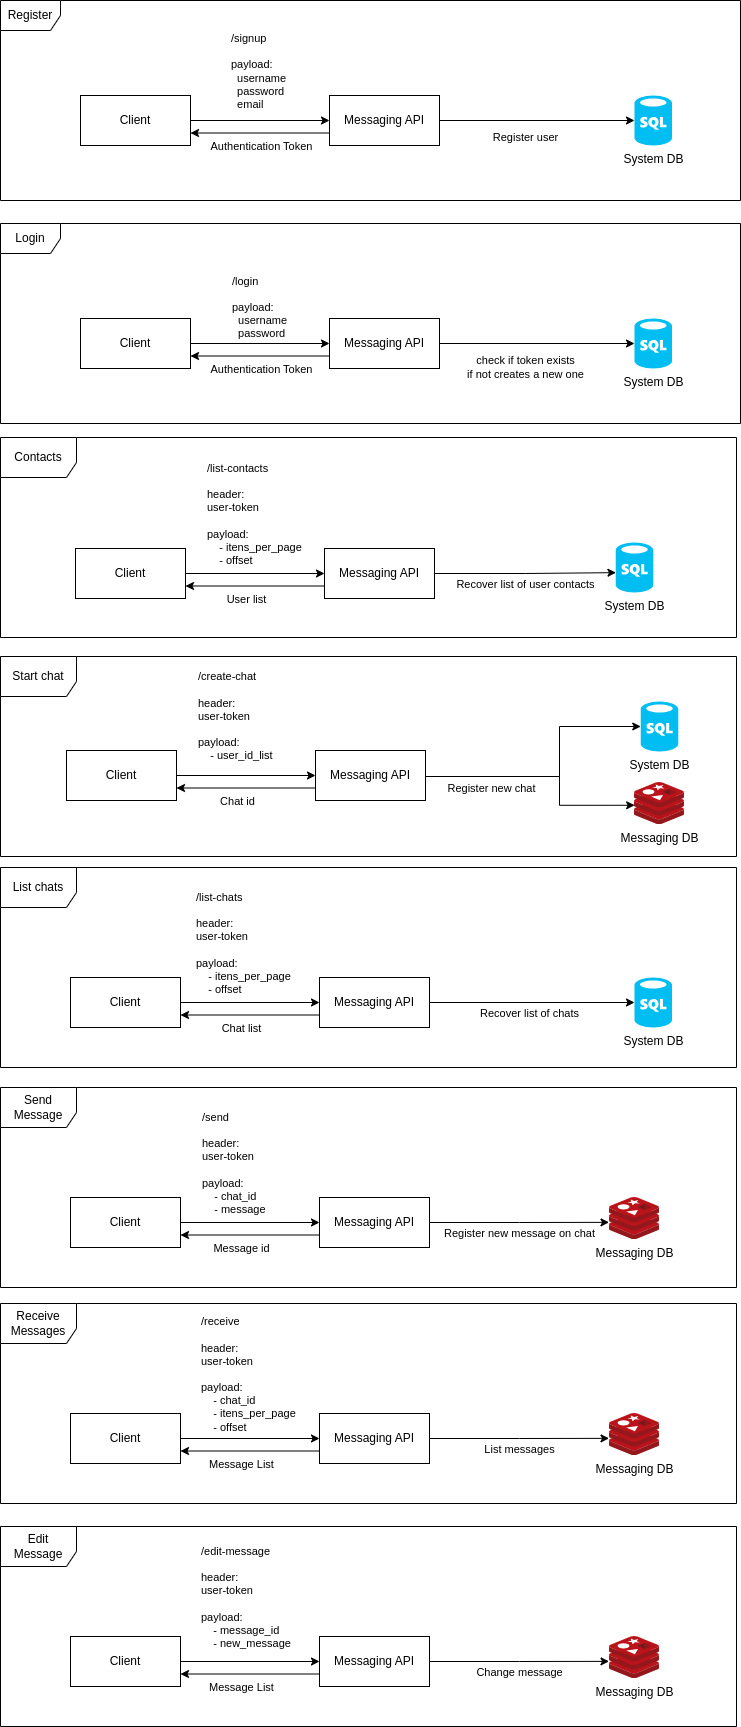 Register
/signup
payload:
username
password
email
Client
Messaging API
SQL
Register user
Authentication Token
System DB
Login
/login
payload:
username
password
Client
Messaging API
SQL
check if token exists
if not creates a new one
Authentication Token
System DB
Contacts
/list-contacts
header:
user-token
payload:
- itens_per_page
- offset
Client
Messaging API
SQL
Recover list of user contacts
User list
System DB
Start chat
/create-chat
header:
user-token
payload:
- user_id_list
SQL
System DB
Client
Messaging API
Register new chat
Chat id
Messaging DB
List chats
/list-chats
header:
user-token
payload:
- itens_per_page
- offset
Client
Messaging API
SQL
Recover list of chats
Chat list
System DB
Send
Message
/send
header:
user-token
payload:
- chat_id
- message
Client
Messaging API
Register new message on chat
Message id
Messaging DB
Receive
Messages
/receive
header:
user-token
payload:
- chat_id
- itens_per_page
- offset
Client
Messaging API
List messages
Message List
Messaging DB
Edit
Message
/edit-message
header:
user-token
payload:
- message_id
- new_message
Client
Messaging API
Change message
Message List
Messaging DB